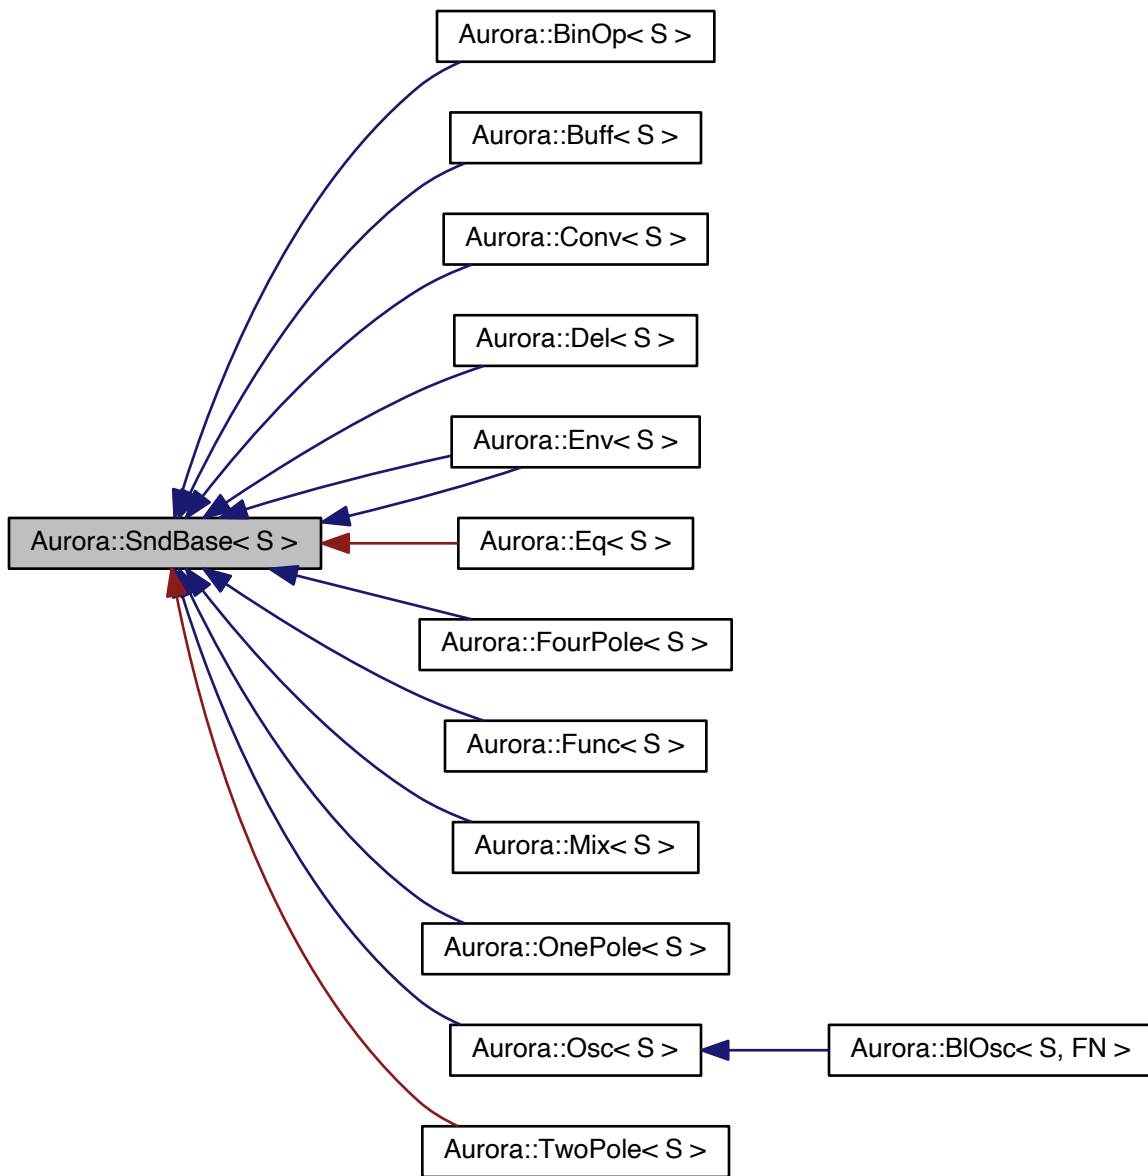 Aurora::BinOp< S >
Aurora::Buff< S >
Aurora::Conv< S >
Aurora::Del< S >
Aurora::Env< S >
Aurora::SndBase< S >
Aurora::Eq< S >
Aurora::FourPole< S >
Aurora::Func< S >
Aurora::Mix< S >
Aurora::OnePole< S >
Aurora::Osc< S >
Aurora::BlOsc< S, FN >
Aurora::TwoPole< S >